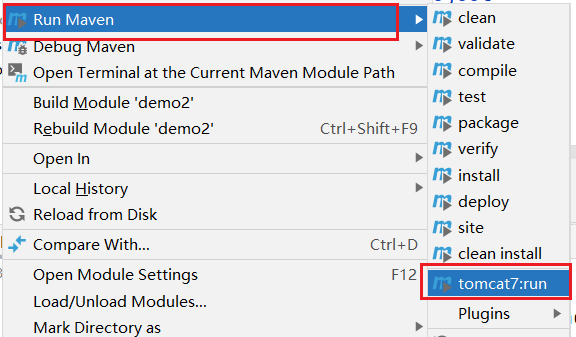 Run Maven
Debug Maven
Open Terminal at the Current Maven Module Path
Build Module 'demo2'
Rebuild Module 'demo2' Ctrl+Shift+F9
Open In
Local History
Reload from Disk
Compare With... Ctrl+D
Open Module Settings F12
Load/Unload Modules...
Mark Directory as
clean
validate
compile
test
package
verify
install
deploy
site
clean install
tomcat7:run
Plugins